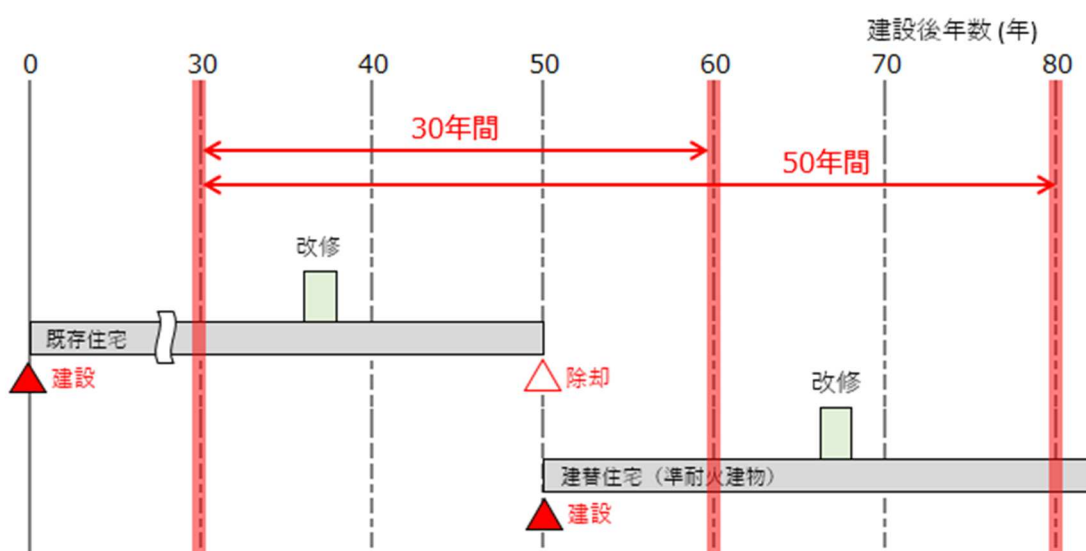 建設後年数 (年)
0
30
40
50
60
70
80
30年間
50年間
改修
既存住宅
建設
除却
改修
建替住宅（準耐火建物）
建設